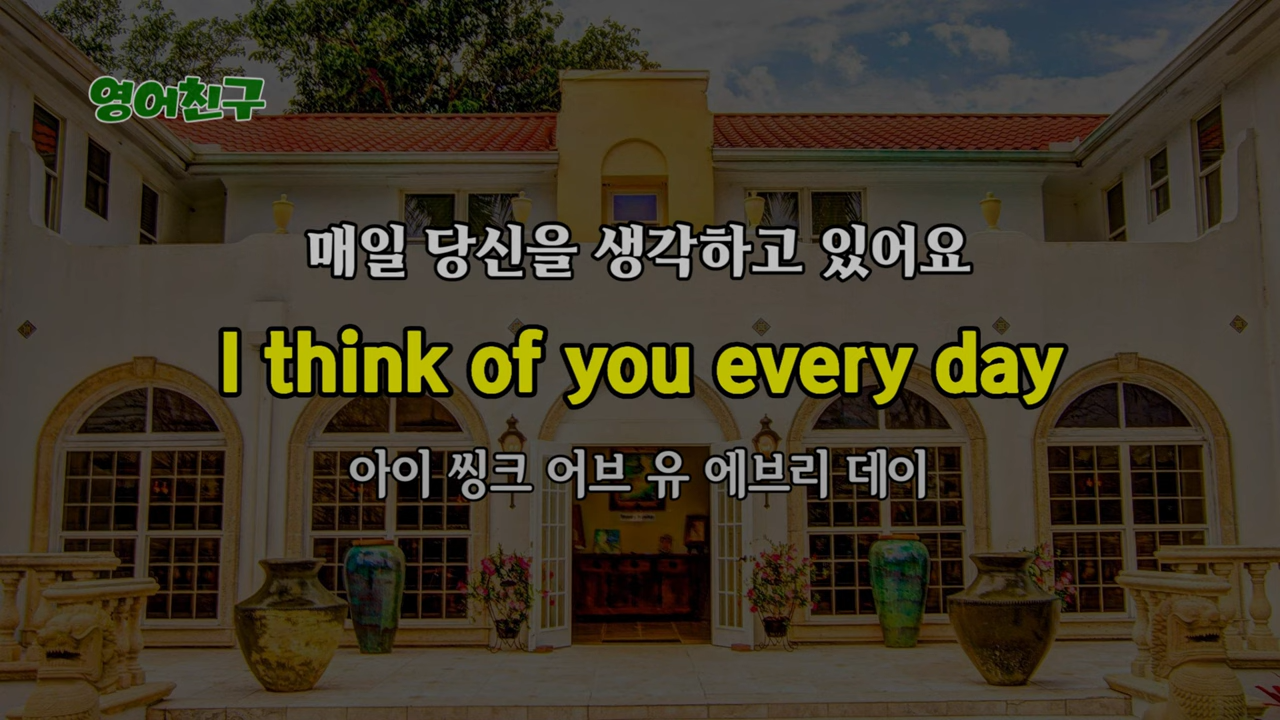 영어친구
매일 당신을 생각하고 있어요
I think of you every day
아이 씽크 어브 유 에브리 데이